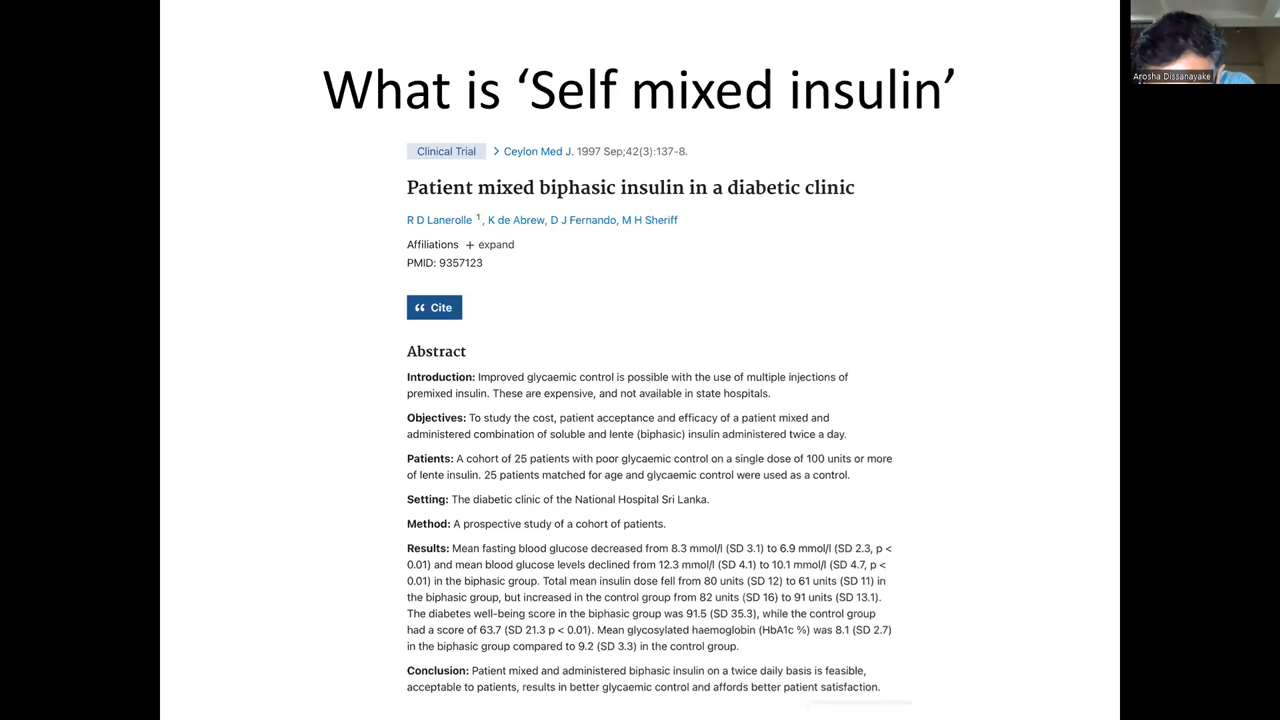 What is ‘Self mixed insulin’
Arosha Dissanayake
Clinical Trial > Ceylon Med J. 1997 Sep;42(3):137-8.
Patient mixed biphasic insulin in a diabetic clinic
R D Lanerolle 1, K de Abrew, D J Fernando, M H Sheriff
Affiliations + expand
PMID: 9357123
“ Cite
Abstract
Introduction: Improved glycaemic control is possible with the use of multiple injections of
premixed insulin. These are expensive, and not available in state hospitals.
Objectives: To study the cost, patient acceptance and efficacy of a patient mixed and
administered combination of soluble and lente (biphasic) insulin administered twice a day.
Patients: A cohort of 25 patients with poor glycaemic control on a single dose of 100 units or more
of lente insulin. 25 patients matched for age and glycaemic control were used as a control.
Setting: The diabetic clinic of the National Hospital Sri Lanka.
Method: A prospective study of a cohort of patients.
Results: Mean fasting blood glucose decreased from 8.3 mmol/l (SD 3.1) to 6.9 mmol/l (SD 2.3, p <
0.01) and mean blood glucose levels declined from 12.3 mmol/l (SD 4.1) to 10.1 mmol/l (SD 4.7, p <
0.01) in the biphasic group. Total mean insulin dose fell from 80 units (SD 12) to 61 units (SD 11) in
the biphasic group, but increased in the control group from 82 units (SD 16) to 91 units (SD 13.1).
The diabetes well-being score in the biphasic group was 91.5 (SD 35.3), while the control group
had a score of 63.7 (SD 21.3 p < 0.01). Mean glycosylated haemoglobin (HbA1c %) was 8.1 (SD 2.7)
in the biphasic group compared to 9.2 (SD 3.3) in the control group.
Conclusion: Patient mixed and administered biphasic insulin on a twice daily basis is feasible,
acceptable to patients, results in better glycaemic control and affords better patient satisfaction.